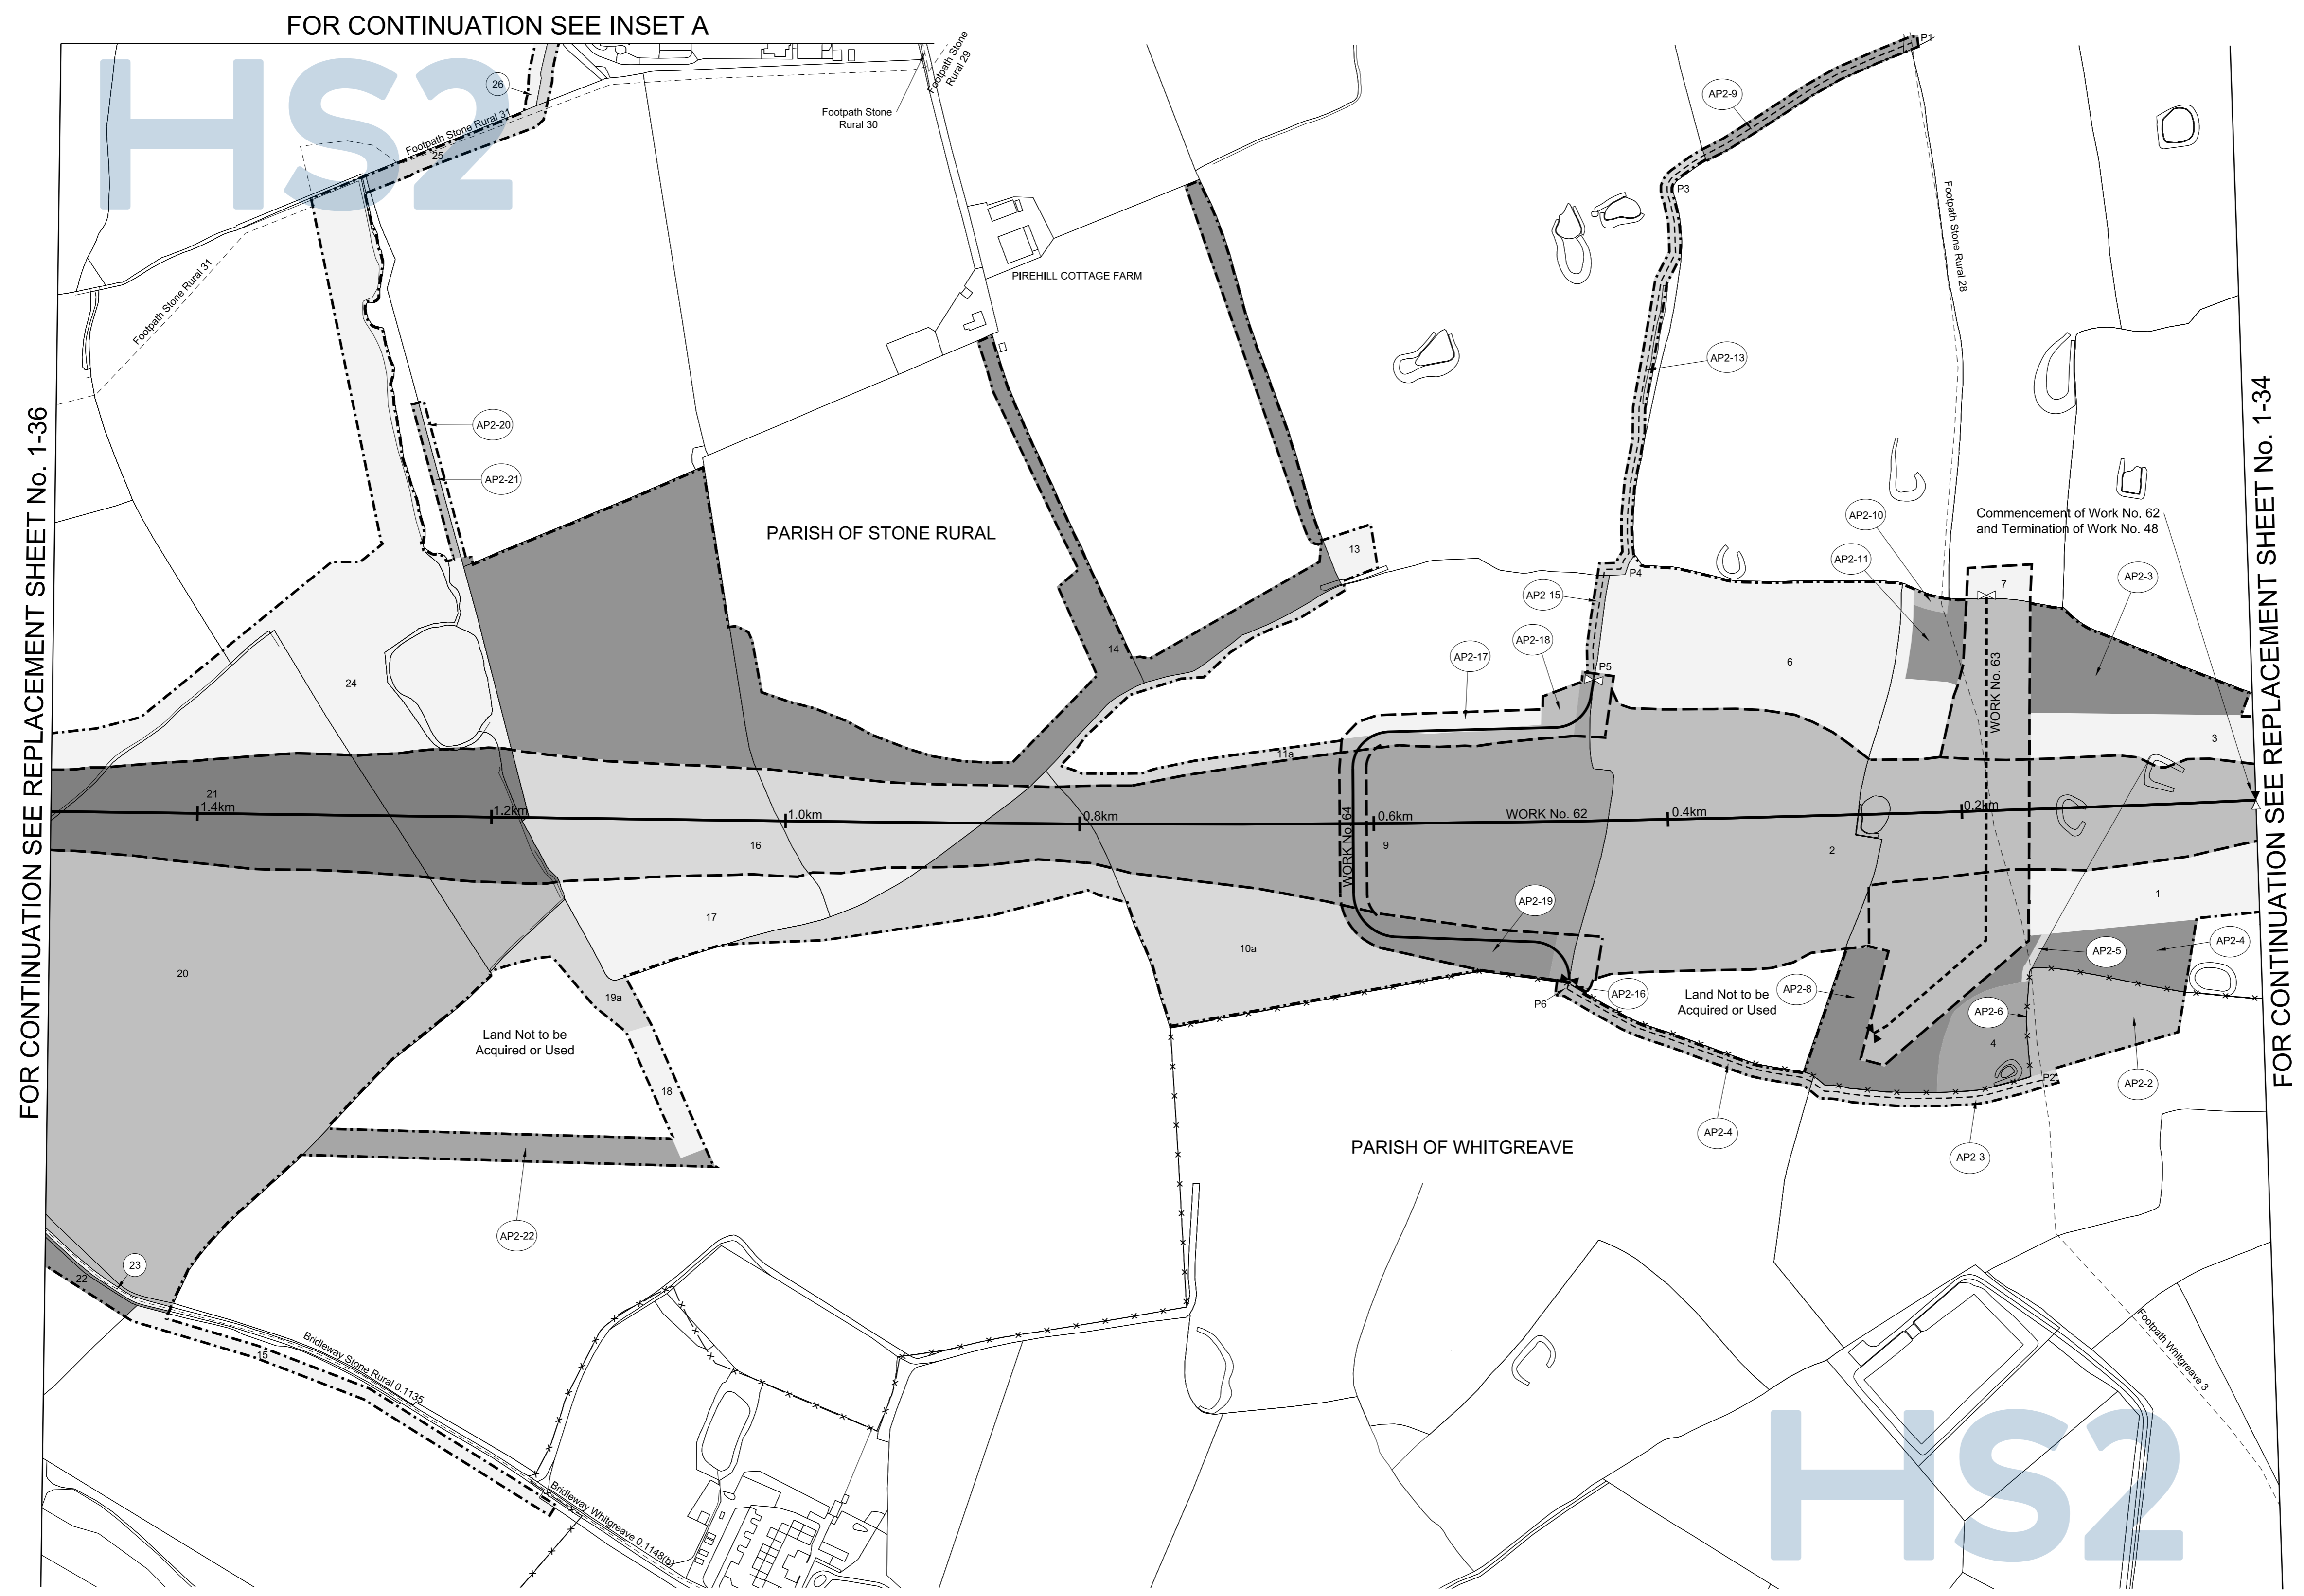 FOR CONTINUATION SEE INSET A
HS2
FOR CONTINUATION SEE REPLACEMENT SHEET No. 1-36
FOR CONTINUATION SEE REPLACEMENT SHEET No. 1-34
26
Footpath Stone Rural 31
25
Footpath Stone Rural 31
Footpath Stone
Rural 29
Footpath Stone
Rural 30
PIREHILL COTTAGE FARM
P1
AP2-9
P3
Footpath Stone Rural 28
AP2-13
AP2-20
AP2-21
PARISH OF STONE RURAL
13
P4
AP2-10
AP2-11
Commencement of Work No. 62
and Termination of Work No. 48
AP2-3
7
AP2-15
AP2-18
AP2-17
P5
14
6
WORK No. 63
24
11a
3
21
1.4km
1.2km
1.0km
0.8km
0.6km
WORK No. 62
0.4km
0.2km
WORK No. 64
16
9
2
17
AP2-19
1
10a
20
AP2-5
AP2-4
19a
P6
AP2-16
Land Not to be
Acquired or Used
AP2-8
AP2-6
4
Land Not to be
Acquired or Used
18
P2
AP2-2
AP2-4
AP2-3
PARISH OF WHITGREAVE
AP2-22
23
22
15
Bridleway Stone Rural 0.1135
Bridleway Whitgreave 0.1148(b)
Footpath Whitgreave 3
HS2